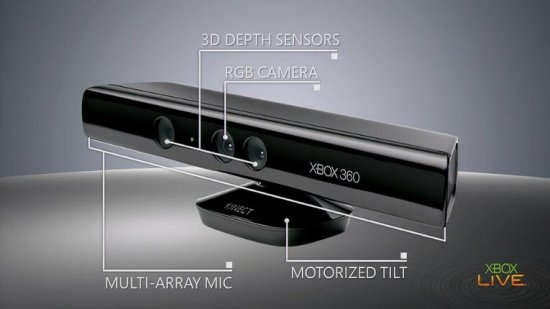 3D DEPTH SENSORS
RGB CAMERA
XBOX 360
KINECT
MULTI-ARRAY MIC
MOTORIZED TILT
XBOX
LIVE